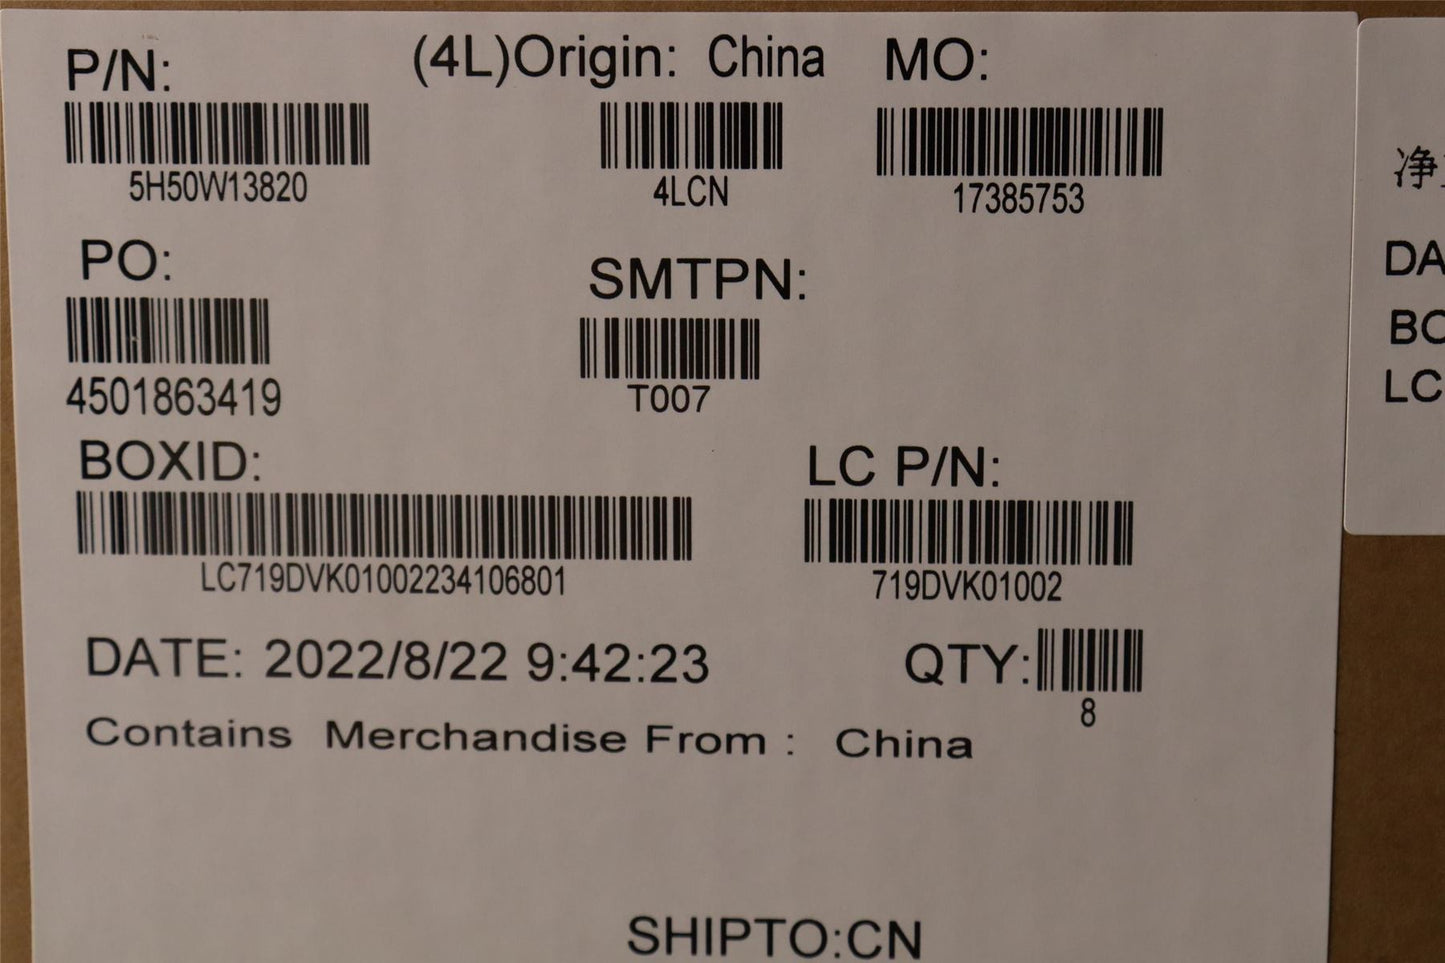 P/N: (4L)Origin: China MO:
5H50W13820 4LCN 17385753
PO: SMTPN:
4501863419 T007
BOXID: LC P/N:
LC719DVK01002234106801 719DVK01002
DATE: 2022/8/22 9:42:23 QTY:
8
Contains Merchandise From : China
SHIPTO:CN
净
DA
BO
LC